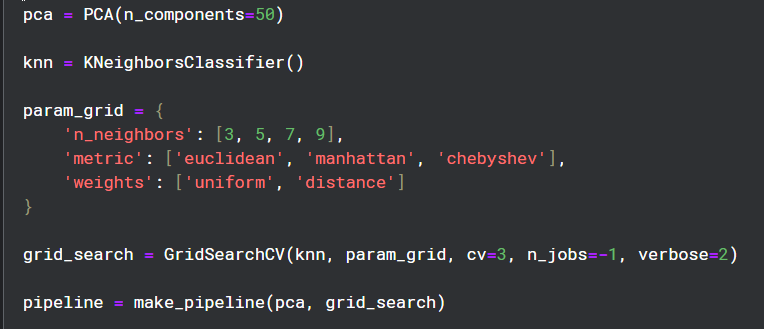 pca = PCA(n_components=50)
knn = KNeighborsClassifier()
param_grid = {
    'n_neighbors': [3, 5, 7, 9],
    'metric': ['euclidean', 'manhattan', 'chebyshev'],
    'weights': ['uniform', 'distance']
}
grid_search = GridSearchCV(knn, param_grid, cv=3, n_jobs=-1, verbose=2)
pipeline = make_pipeline(pca, grid_search)